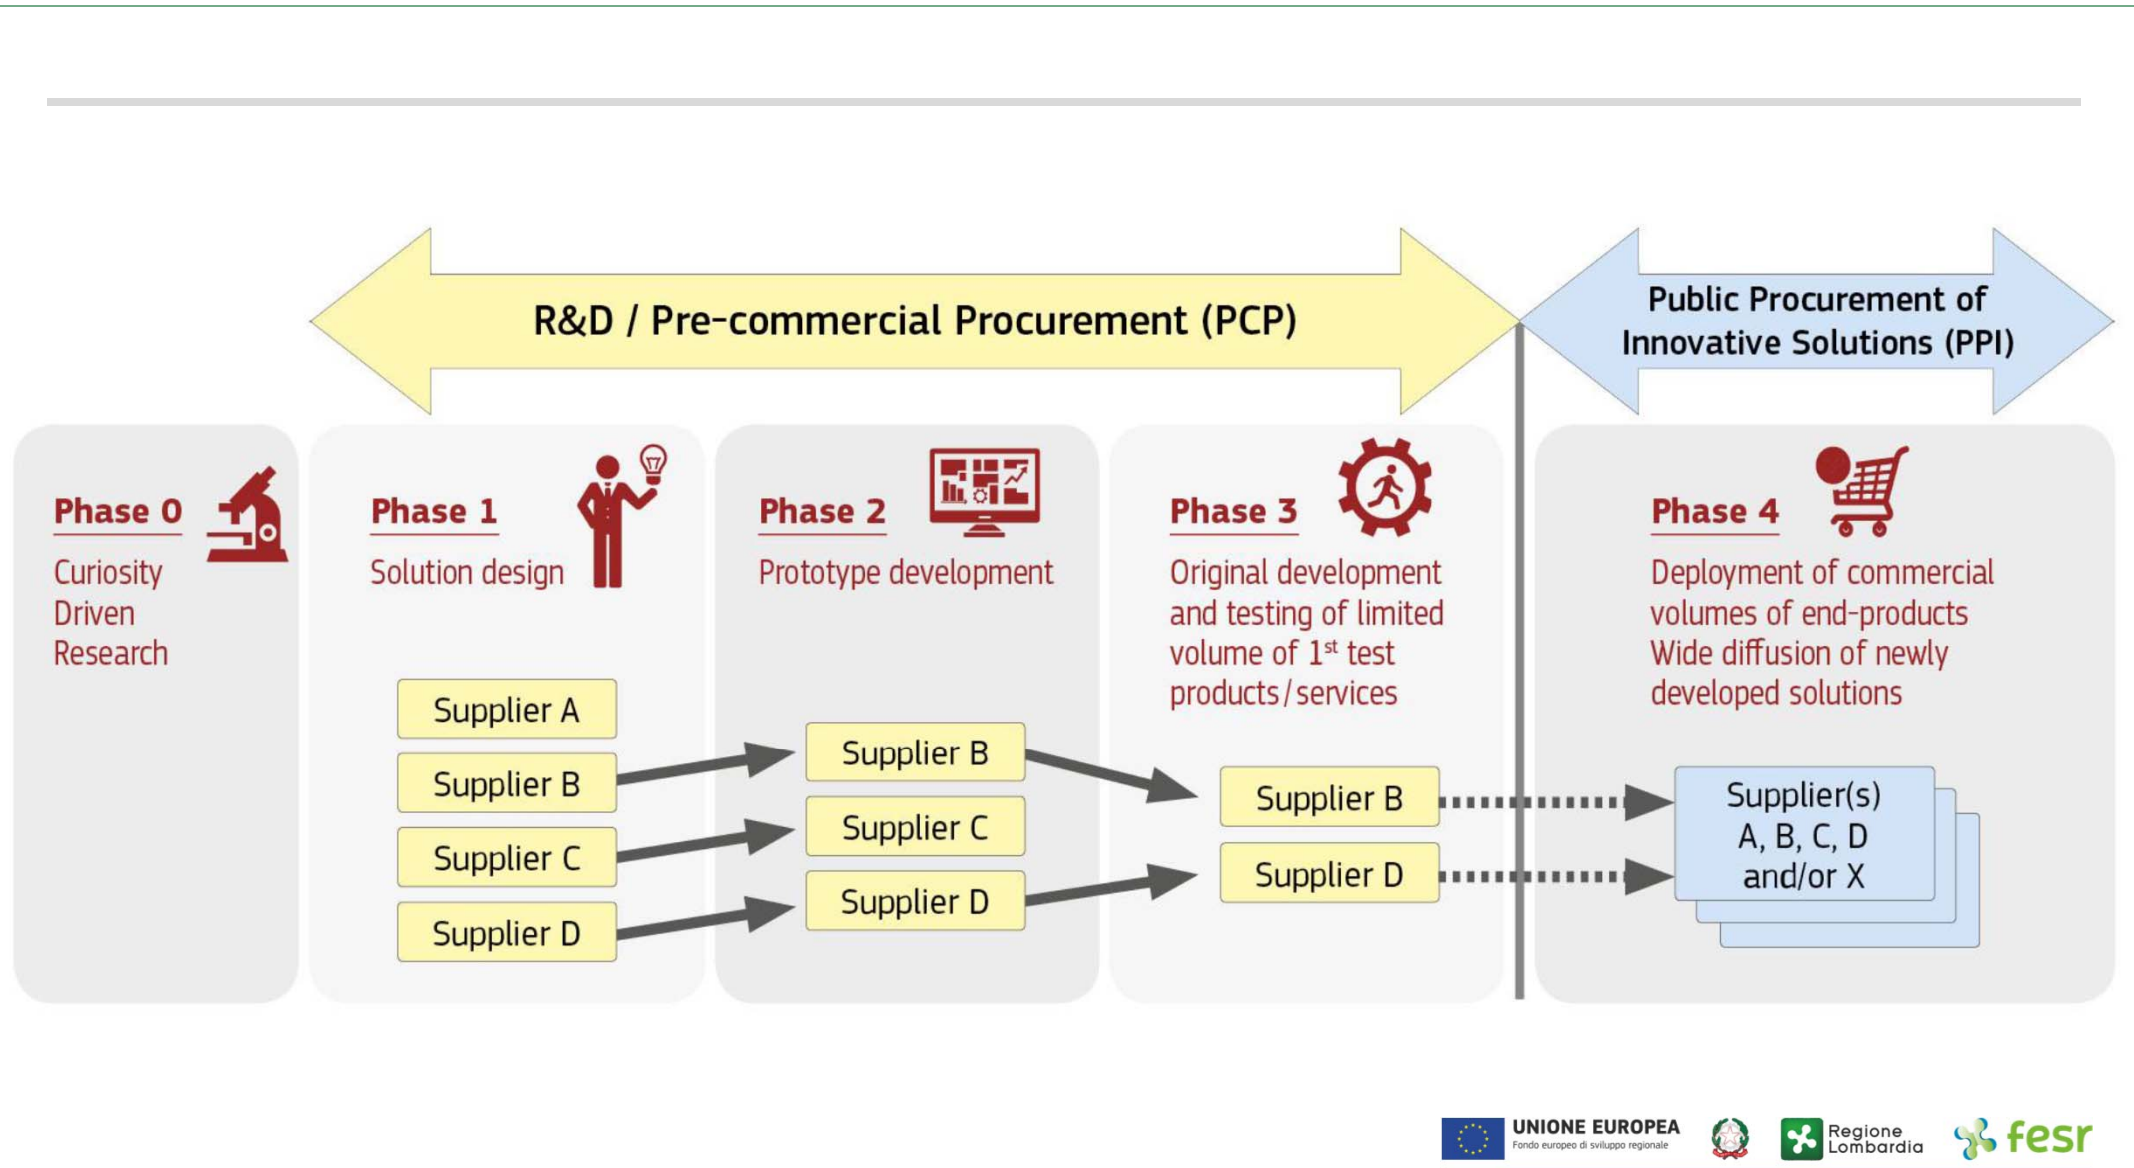 R&D / Pre-commercial Procurement (PCP)
Public Procurement of
Innovative Solutions (PPI)
Phase 0
Curiosity
Driven
Research
Phase 1
Solution design
Supplier A
Supplier B
Supplier C
Supplier D
Phase 2
Prototype development
Supplier B
Supplier C
Supplier D
Phase 3
Original development
and testing of limited
volume of 1st test
products/services
Supplier B
Supplier D
Phase 4
Deployment of commercial
volumes of end-products
Wide diffusion of newly
developed solutions
Supplier(s)
A, B, C, D
and/or X
UNIONE EUROPEA
Fondo europeo di sviluppo regionale
Regione
Lombardia
fesr